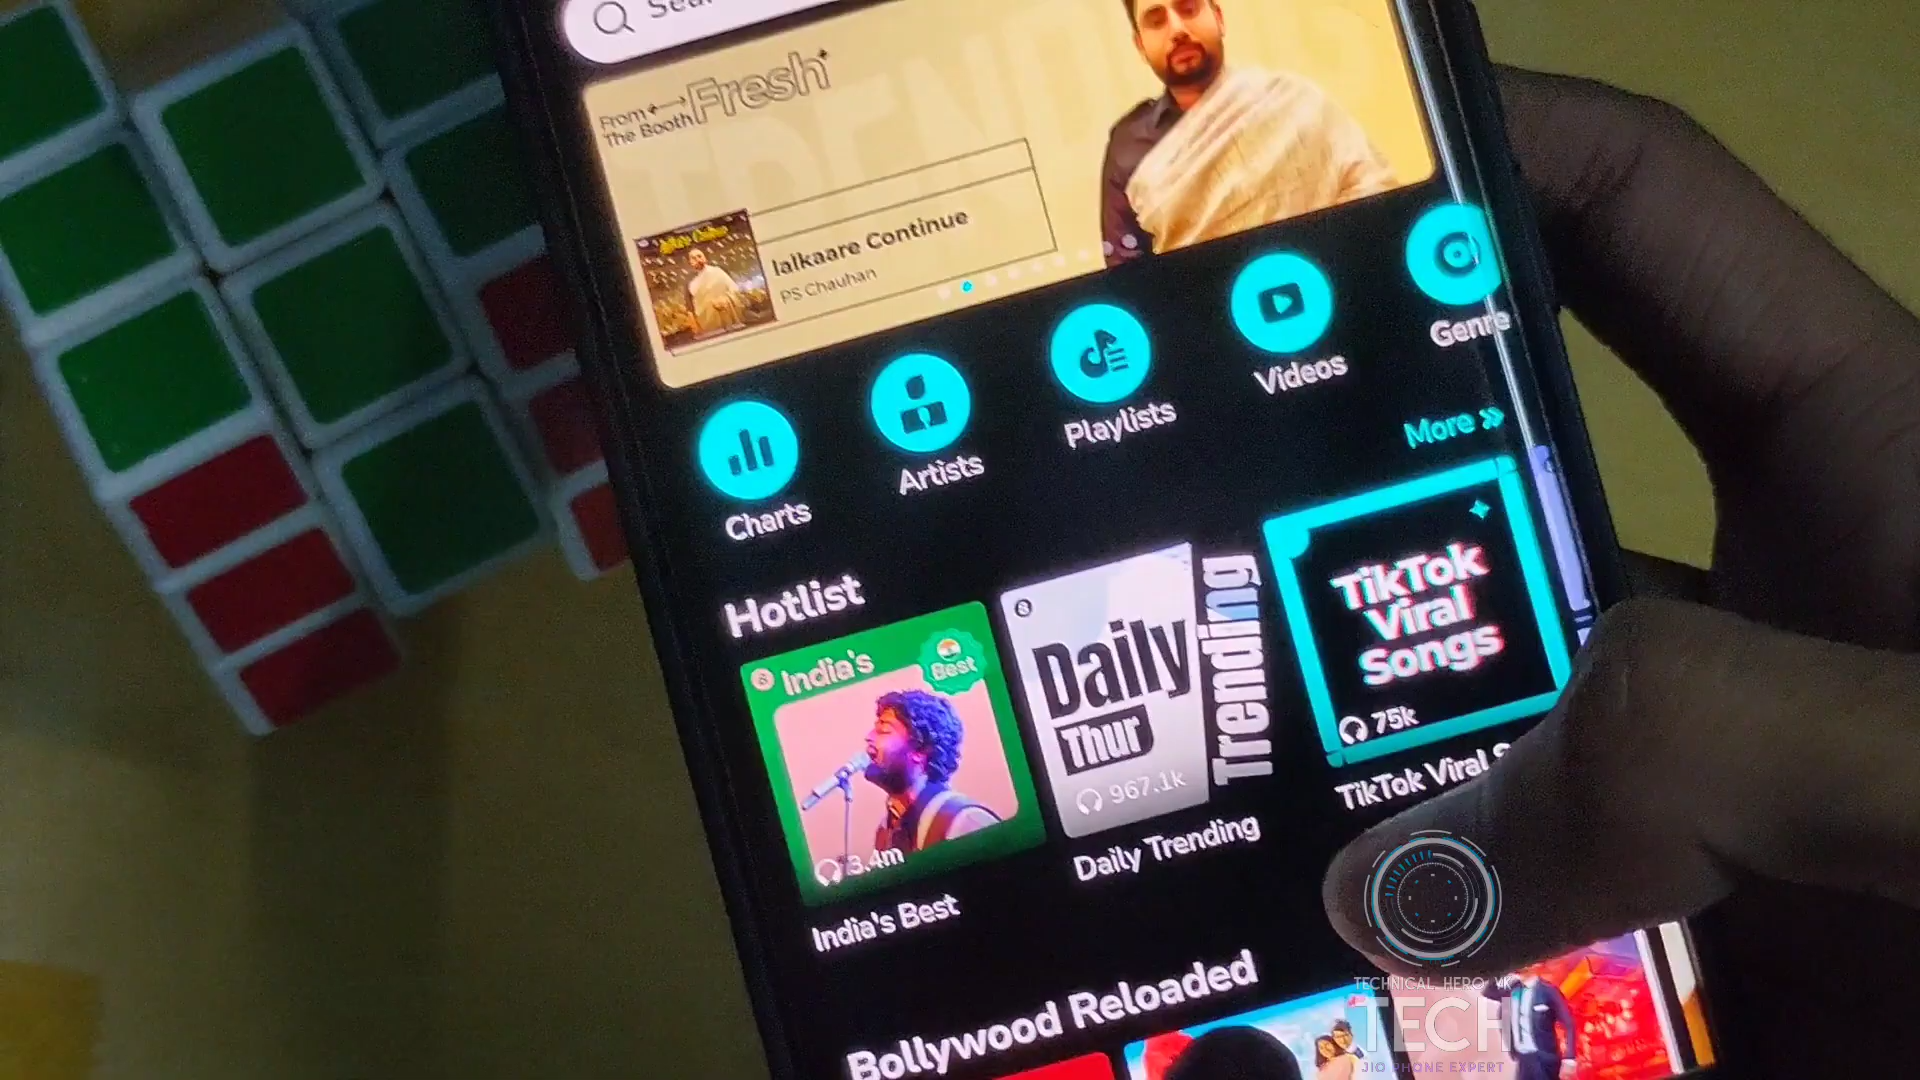 From
The Booth
Fresh
TRENDING
lalkaare Continue
PS Chauhan
Charts
Artists
Playlists
Videos
Genre
More »
Hotlist
India's
Best
3.4m
India's Best
Daily
Thur
Trending
967.1k
Daily Trending
TikTok
Viral
Songs
75k
TikTok Viral
Bollywood Reloaded
TECHNICAL HERO VK
TECH
JIO PHONE EXPERT